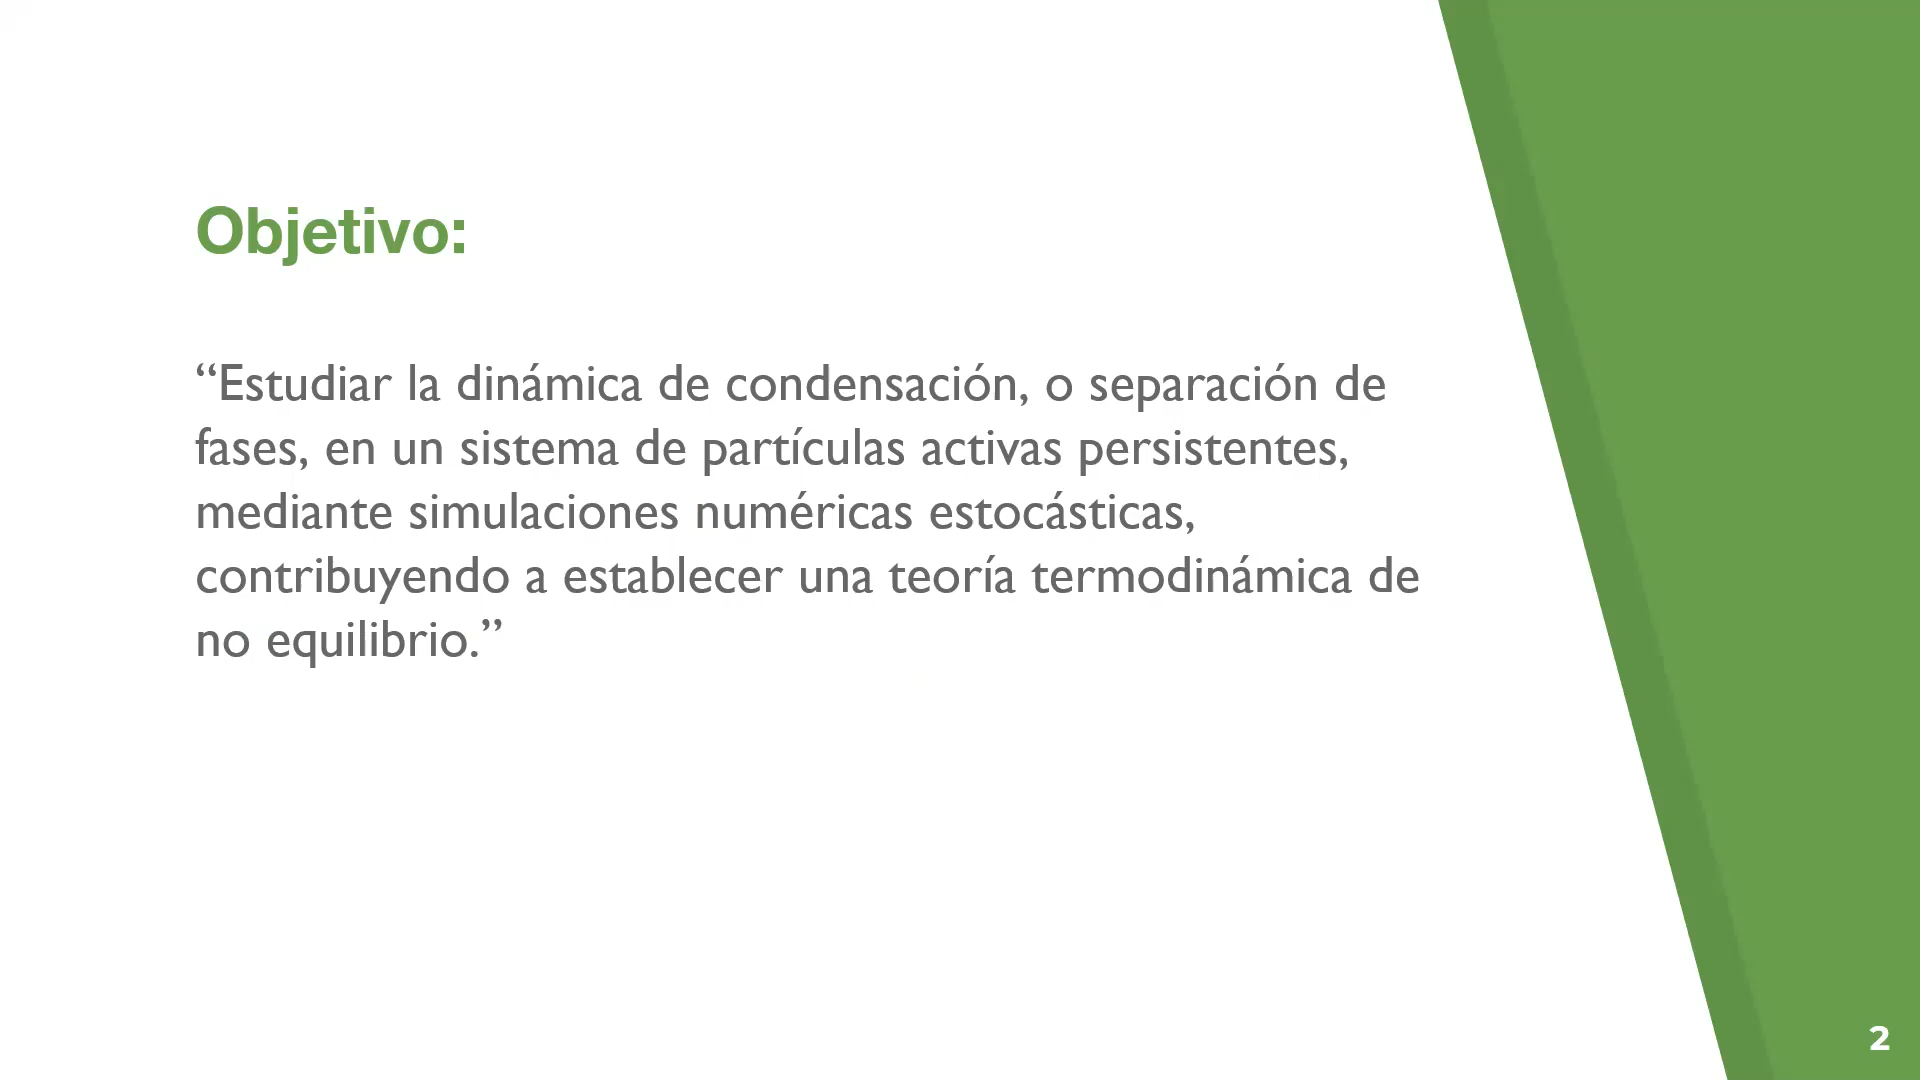 Objetivo:
“Estudiar la dinámica de condensación, o separación de
fases, en un sistema de partículas activas persistentes,
mediante simulaciones numéricas estocásticas,
contribuyendo a establecer una teoría termodinámica de
no equilibrio.”
2